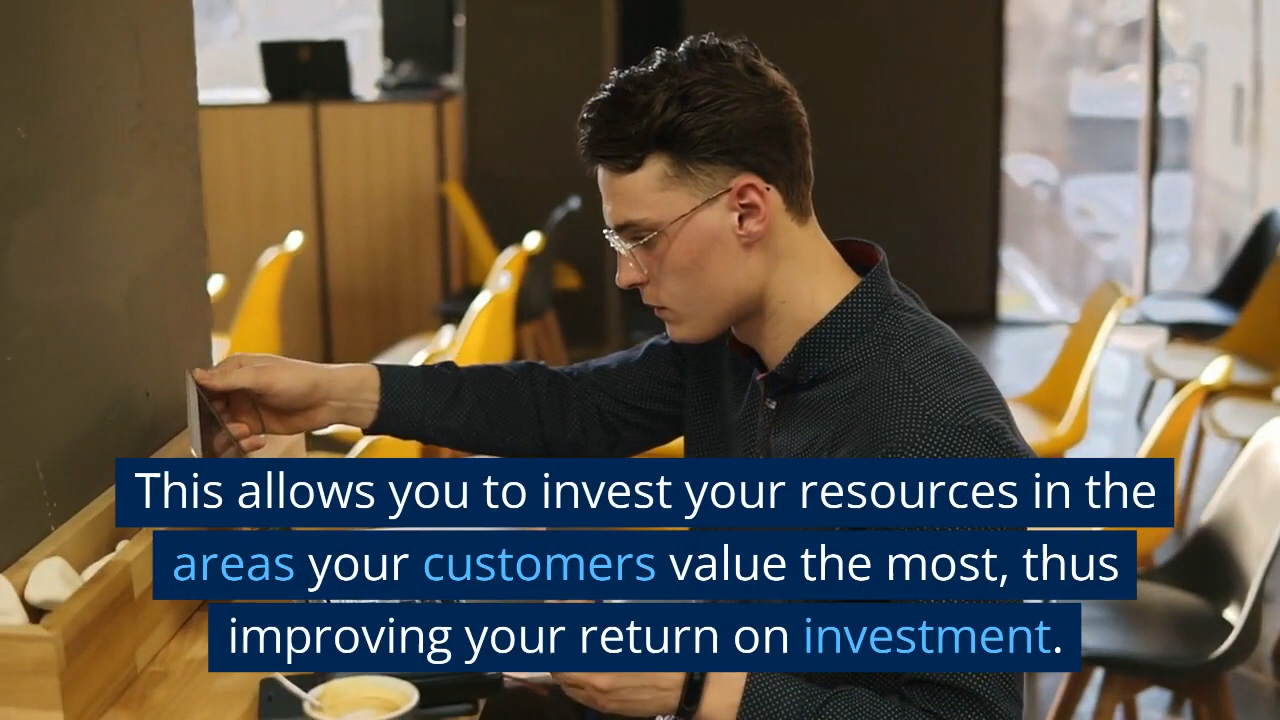 This allows you to invest your resources in the
areas your customers value the most, thus
improving your return on investment.